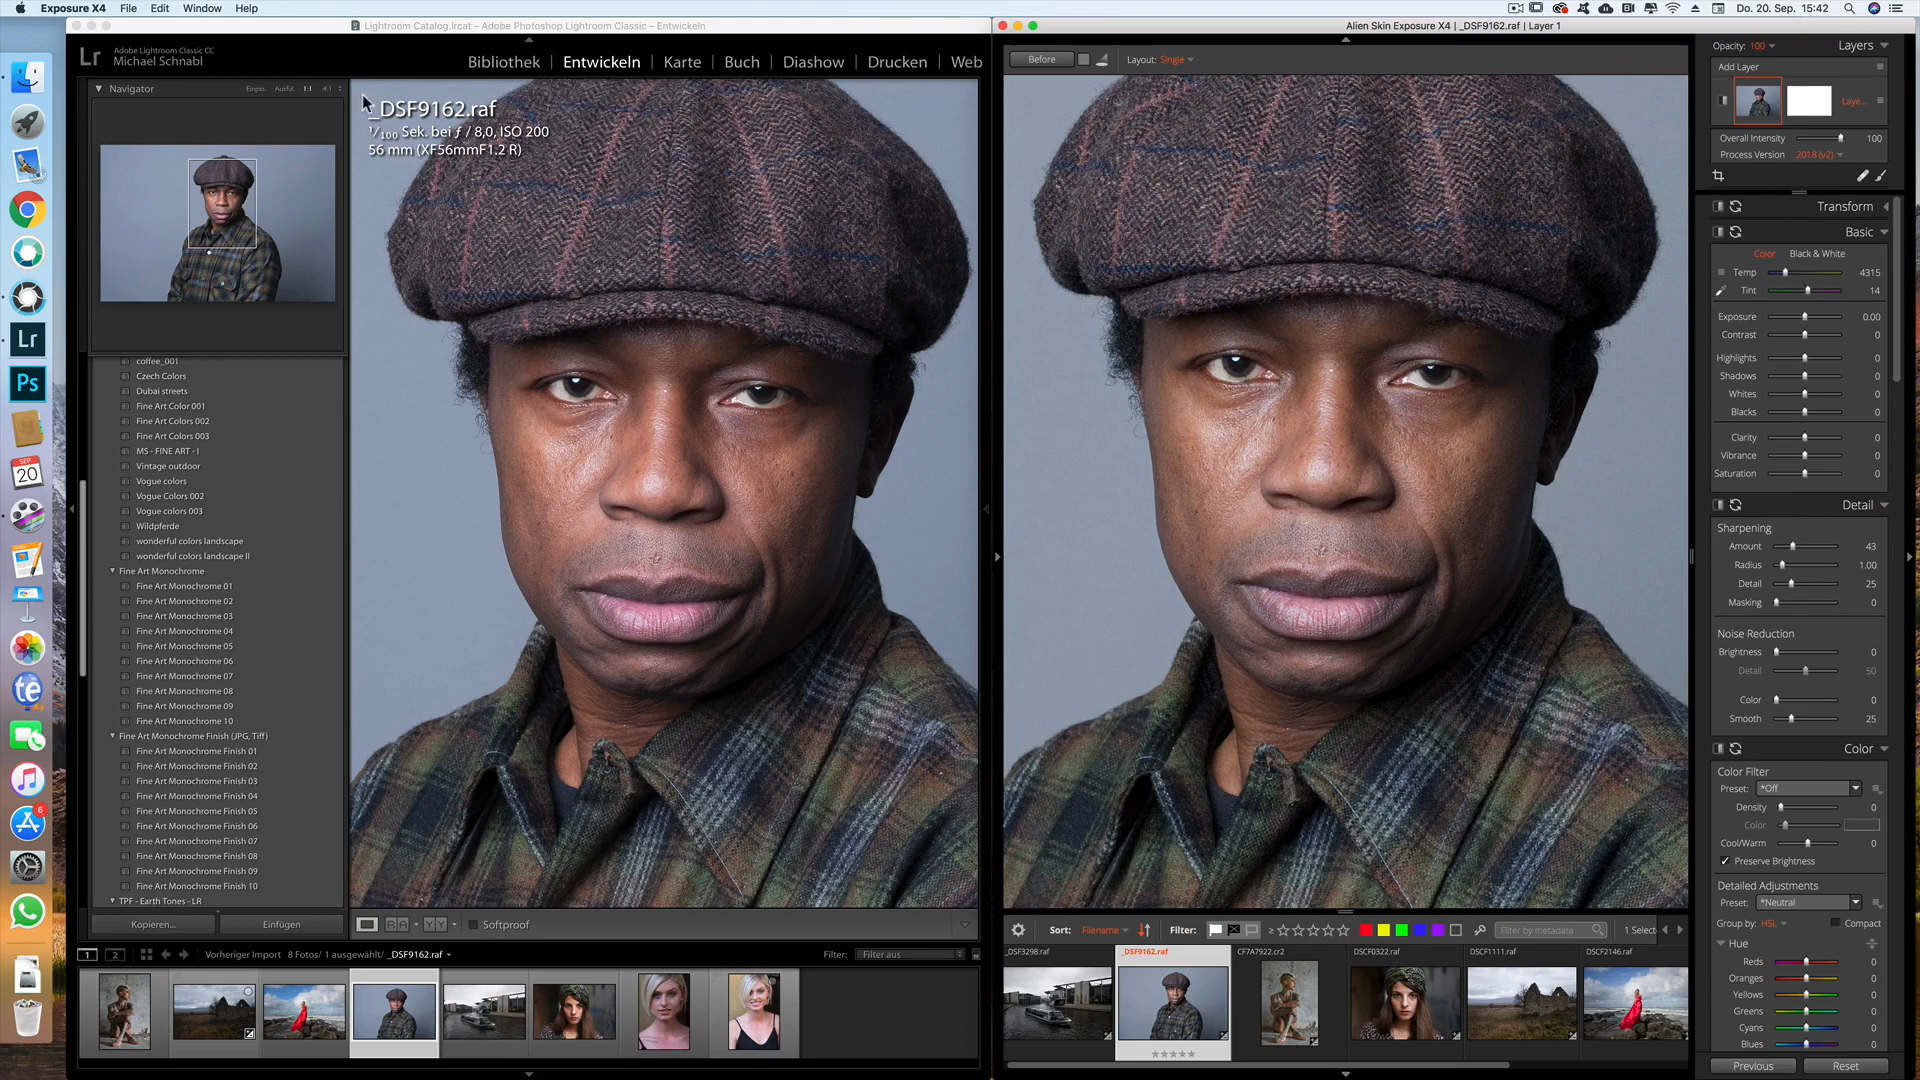 Exposure X4 File Edit Window Help
Do. 20. Sep. 15:42
Lightroom Catalog.lrcat – Adobe Photoshop Lightroom Classic – Entwickeln
Lr
Adobe Lightroom Classic CC
Michael Schnabl
Bibliothek | Entwickeln | Karte | Buch | Diashow | Drucken | Web
Navigator
Einpas. Ausfül. 1:1 4:1
_DSF9162.raf
1/100 Sek. bei ƒ / 8,0, ISO 200
56 mm (XF56mmF1.2 R)
coffee_001
Czech Colors
Dubai streets
Fine Art Color 001
Fine Art Colors 002
Fine Art Colors 003
MS - FINE ART - I
Vintage outdoor
Vogue colors
Vogue Colors 002
Vogue colors 003
Wildpferde
wonderful colors landscape
wonderful colors landscape II
Fine Art Monochrome
Fine Art Monochrome 01
Fine Art Monochrome 02
Fine Art Monochrome 03
Fine Art Monochrome 04
Fine Art Monochrome 05
Fine Art Monochrome 06
Fine Art Monochrome 07
Fine Art Monochrome 08
Fine Art Monochrome 09
Fine Art Monochrome 10
Fine Art Monochrome Finish (JPG, Tiff)
Fine Art Monochrome Finish 01
Fine Art Monochrome Finish 02
Fine Art Monochrome Finish 03
Fine Art Monochrome Finish 04
Fine Art Monochrome Finish 05
Fine Art Monochrome Finish 06
Fine Art Monochrome Finish 07
Fine Art Monochrome Finish 08
Fine Art Monochrome Finish 09
Fine Art Monochrome Finish 10
TPF - Earth Tones - LR
Kopieren... Einfügen
Softproof
1 2 Vorheriger Import 8 Fotos/ 1 ausgewählt/ _DSF9162.raf
Filter: Filter aus
Lr
Ps
SEP
20
te
6
Alien Skin Exposure X4 | _DSF9162.raf | Layer 1
Before
Layout: Single
Opacity: 100
Layers
Add Layer
Laye...
Overall Intensity 100
Process Version 2018 (v2)
Transform
Basic
Color Black & White
Temp 4315
Tint 14
Exposure 0.00
Contrast 0
Highlights 0
Shadows 0
Whites 0
Blacks 0
Clarity 0
Vibrance 0
Saturation 0
Detail
Sharpening
Amount 43
Radius 1.00
Detail 25
Masking 0
Noise Reduction
Brightness 0
Detail 50
Color 0
Smooth 25
Color
Color Filter
Preset: *Off
Density 0
Color
Cool/Warm 0
Preserve Brightness
Detailed Adjustments
Preset: *Neutral
Group by: HSL Compact
Hue
Reds 0
Oranges 0
Yellows 0
Greens 0
Cyans 0
Blues 0
Previous Reset
Sort: Filename Filter: Filter by metadata 1 Select
_DSF3298.raf _DSF9162.raf CF7A7922.cr2 DSCF0322.raf DSCF1111.raf DSCF2146.raf